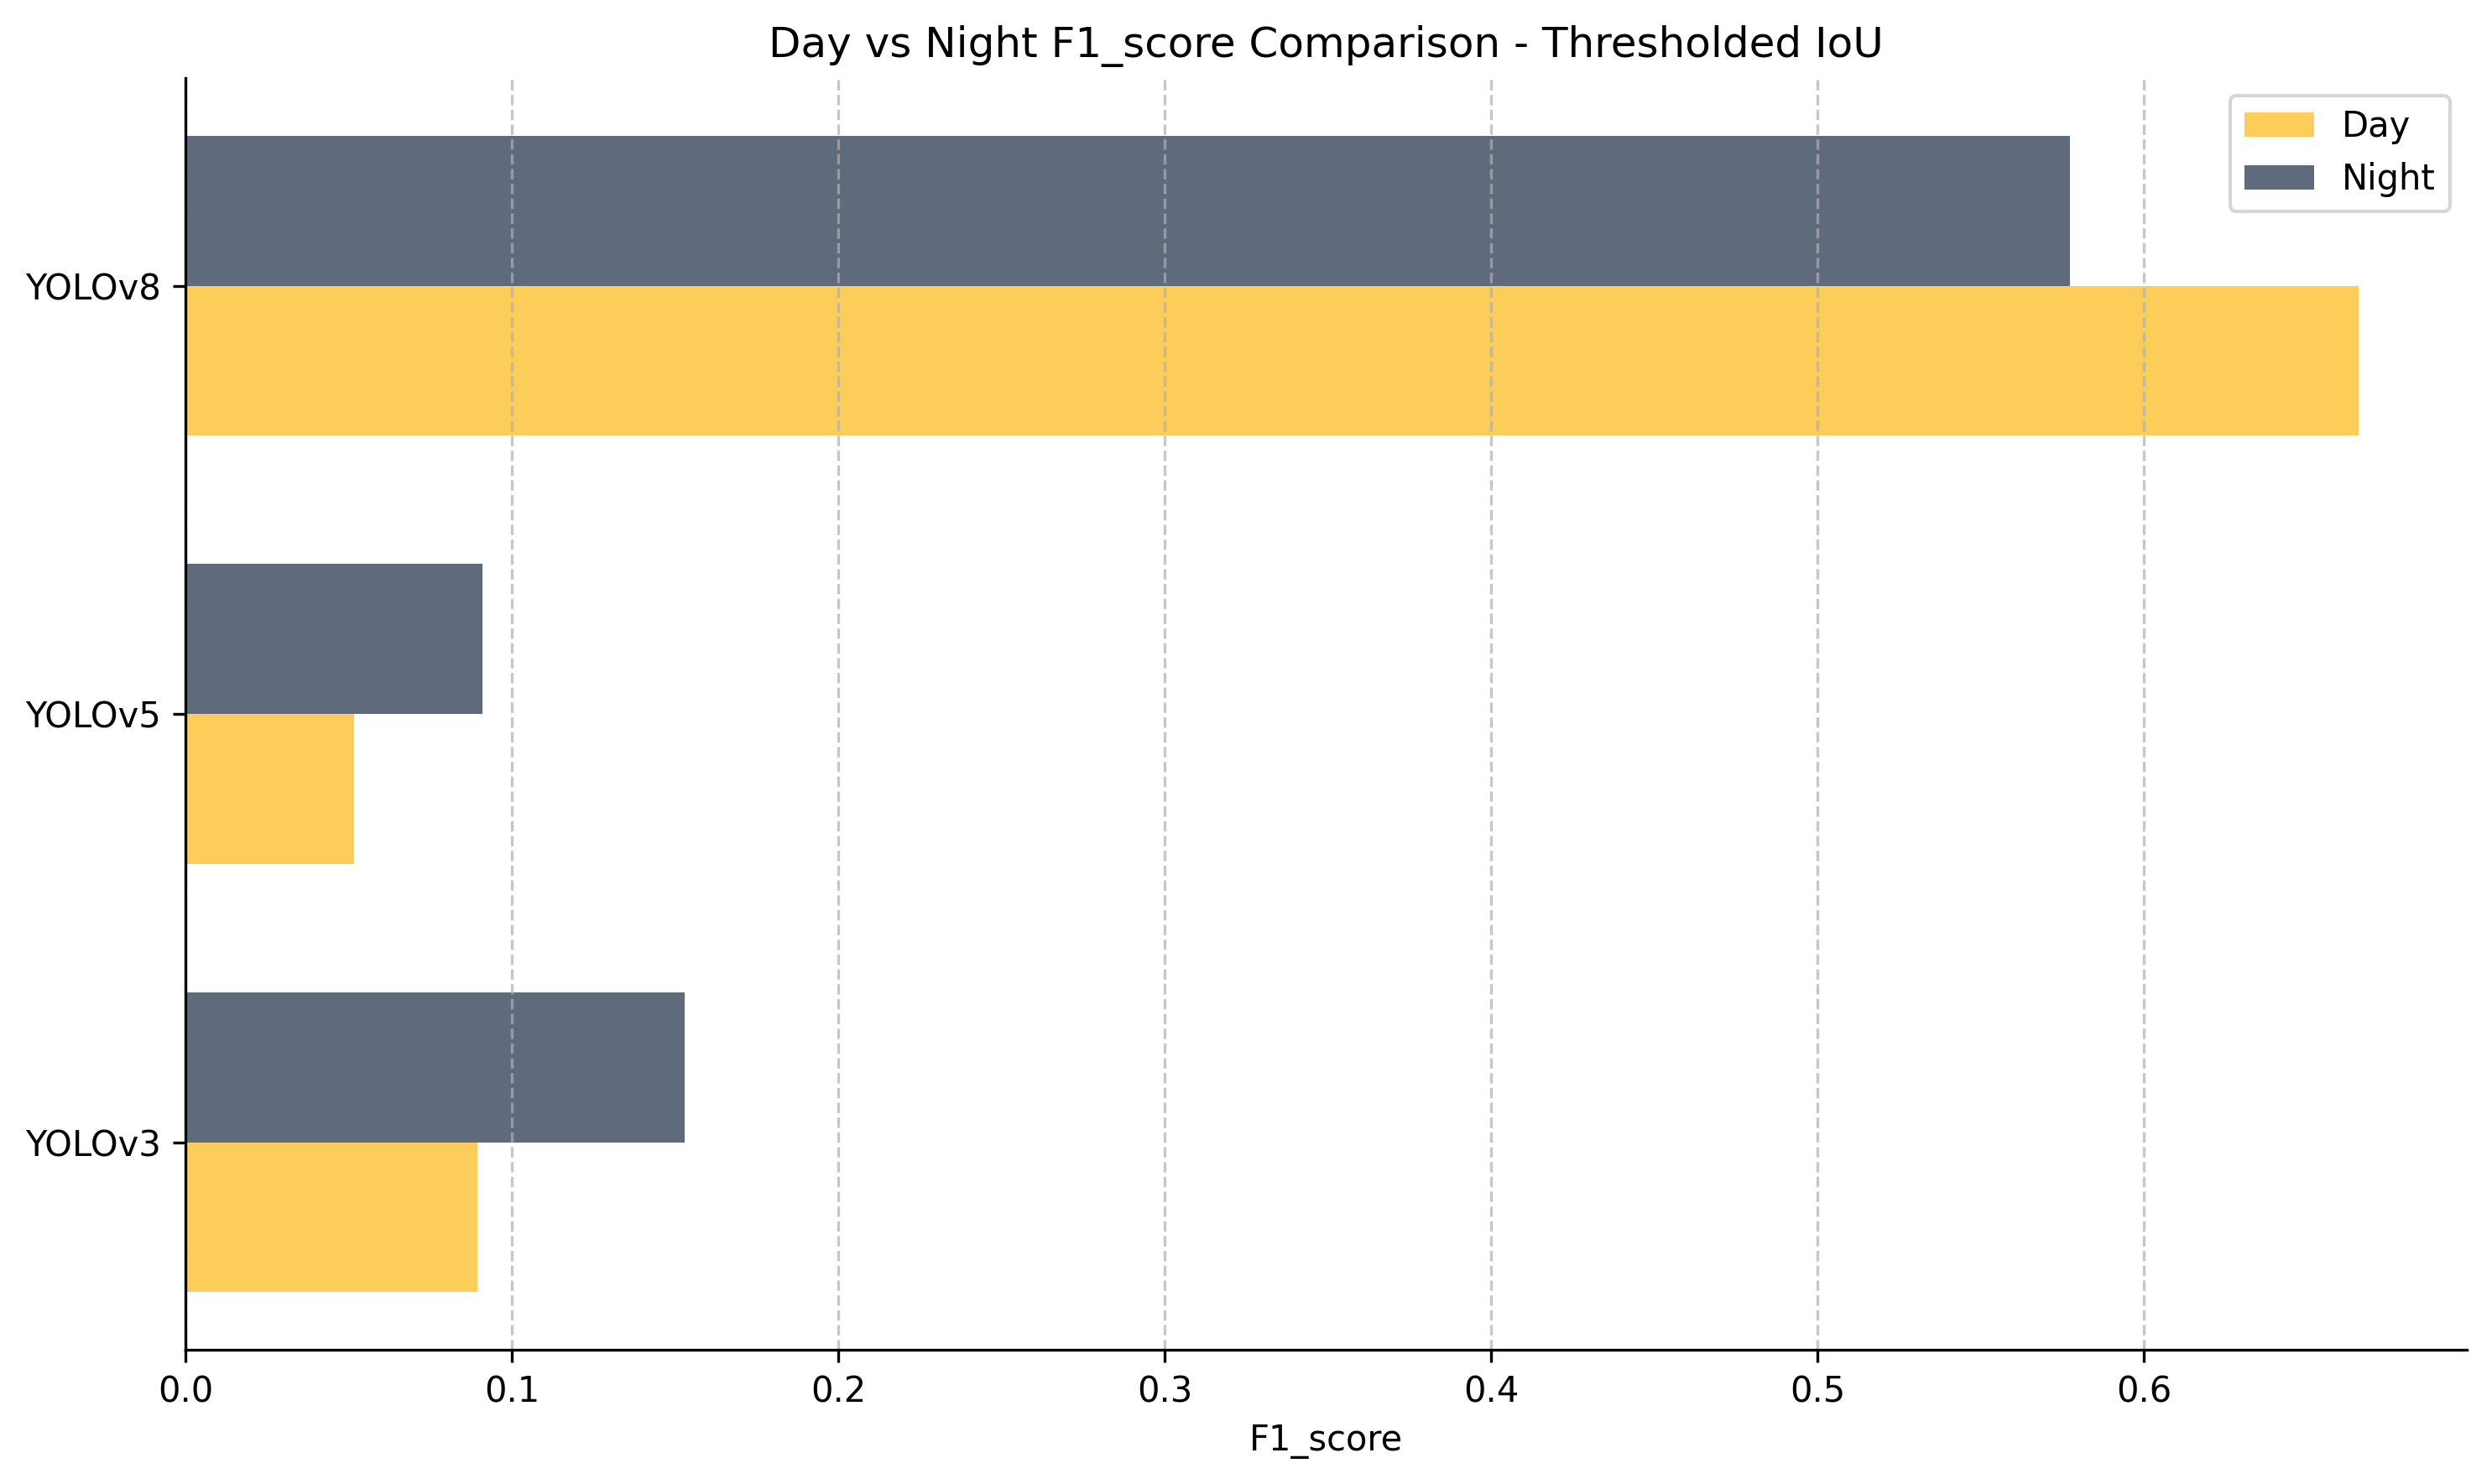 Day vs Night F1_score Comparison - Thresholded IoU
Day
Night
YOLOv8
YOLOv5
YOLOv3
0.0 0.1 0.2 0.3 0.4 0.5 0.6
F1_score